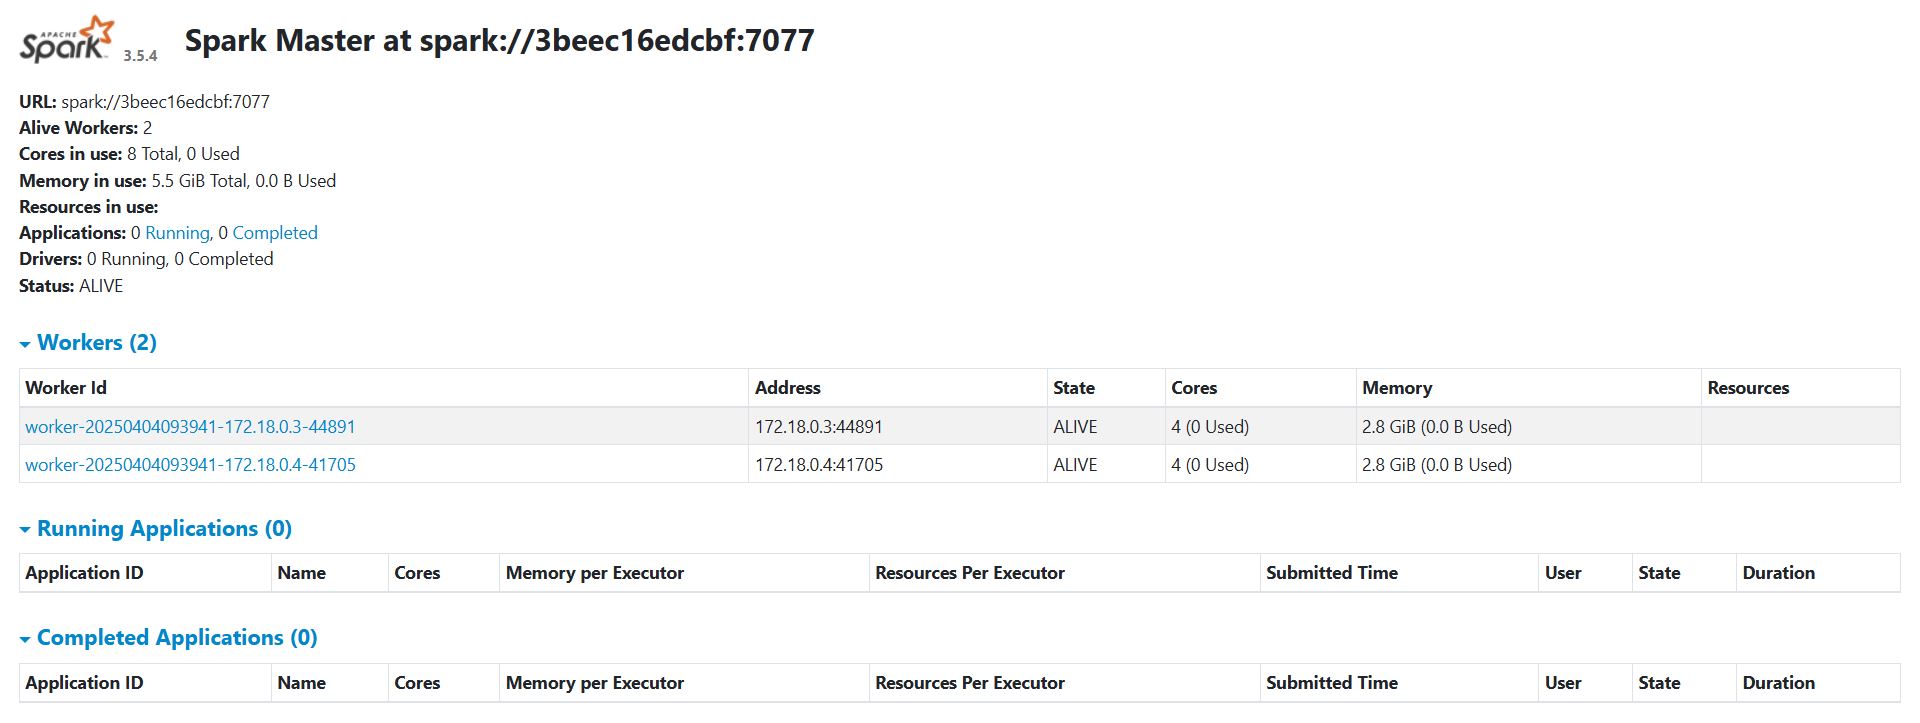 APACHE
Spark 3.5.4 Spark Master at spark://3beec16edcbf:7077
URL: spark://3beec16edcbf:7077
Alive Workers: 2
Cores in use: 8 Total, 0 Used
Memory in use: 5.5 GiB Total, 0.0 B Used
Resources in use:
Applications: 0 Running, 0 Completed
Drivers: 0 Running, 0 Completed
Status: ALIVE
Workers (2)
Worker Id Address State Cores Memory Resources
worker-20250404093941-172.18.0.3-44891 172.18.0.3:44891 ALIVE 4 (0 Used) 2.8 GiB (0.0 B Used)
worker-20250404093941-172.18.0.4-41705 172.18.0.4:41705 ALIVE 4 (0 Used) 2.8 GiB (0.0 B Used)
Running Applications (0)
Application ID Name Cores Memory per Executor Resources Per Executor Submitted Time User State Duration
Completed Applications (0)
Application ID Name Cores Memory per Executor Resources Per Executor Submitted Time User State Duration